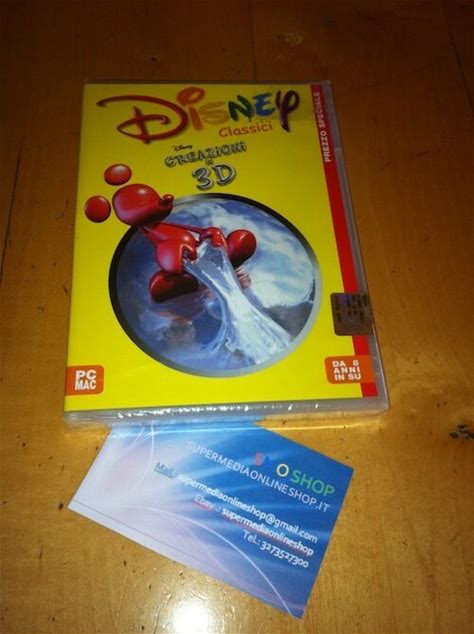 Disney
Classici
PREZZO SPECIALE
Disney
CREAZIONI
IN
3D
PC
MAC
DA 8
ANNI
IN SU
O SHOP
SUPERMEDIAONLINESHOP.IT
Mail: supermediaonlineshop@gmail.com
Ebay : supermediaonlineshop
Tel.: 3273527300